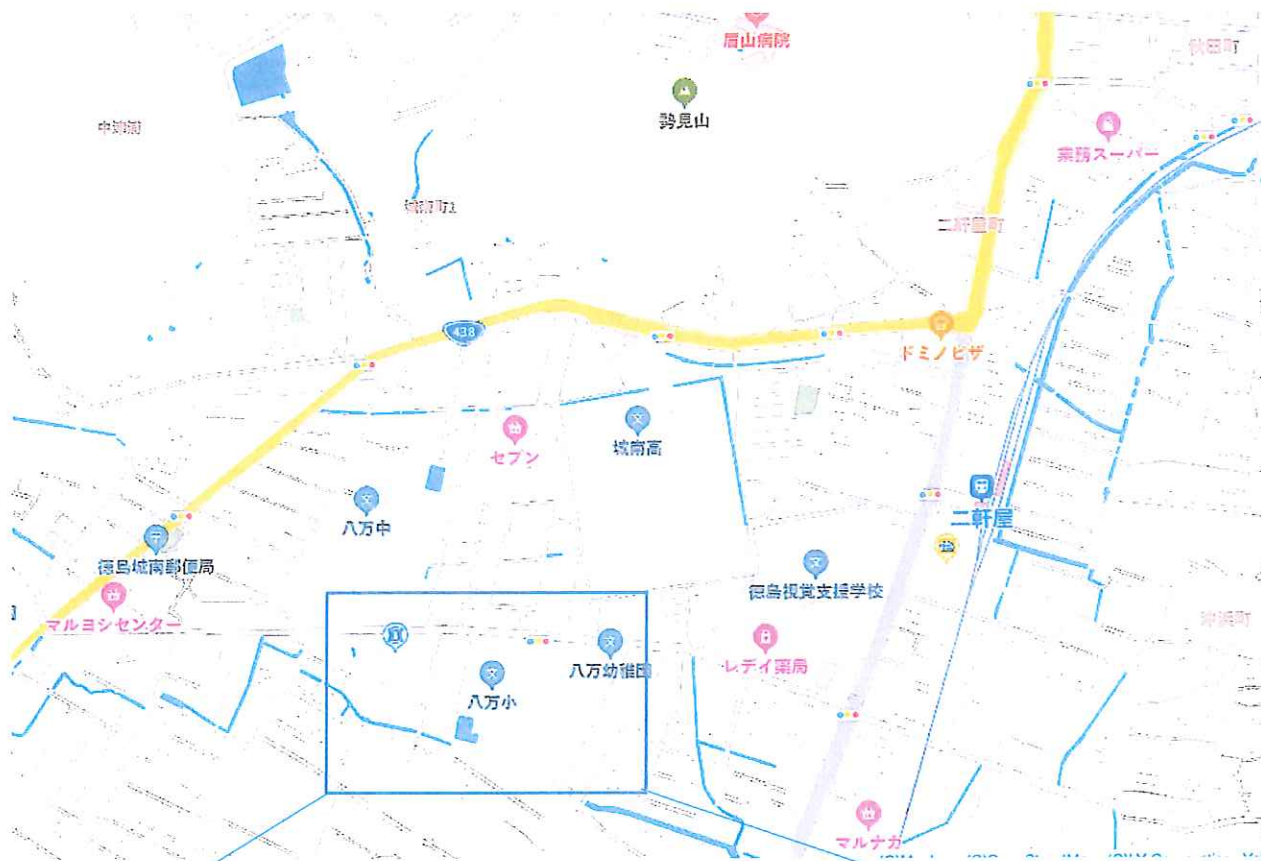 眉山病院
秋田町
勢見山
中津浦
業務スーパー
城南町1
二軒屋町
438
ドミノピザ
セブン
城南高
八万中
二軒屋
徳島城南郵便局
徳島視覚支援学校
マルヨシセンター
沖浜町
八万幼稚園
レデイ薬局
八万小
マルナカ